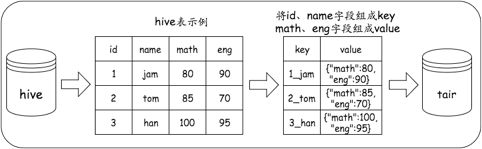 hive
hive表示例
id name math eng
1 jam 80 90
2 tom 85 70
3 han 100 95
将id、name字段组成key
math、eng字段组成value
key value
1_jam {"math":80,
"eng":90}
2_tom {"math":85,
"eng":70}
3_han {"math":100,
"eng":95}
tair